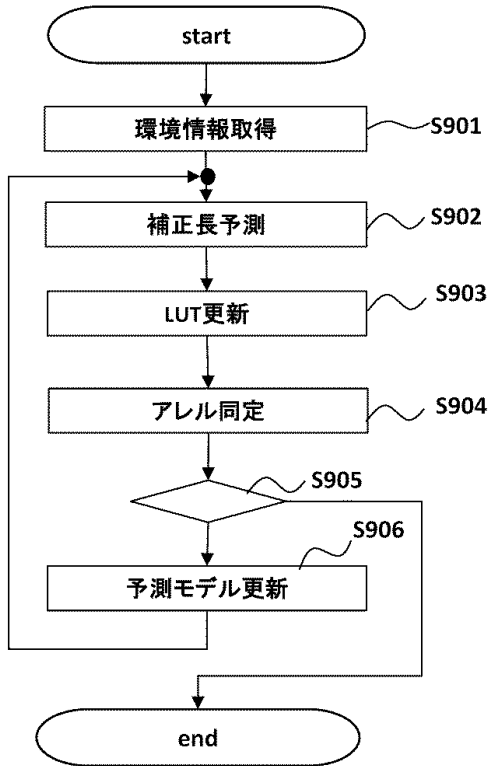 start
環境情報取得
S901
補正長予測
S902
LUT更新
S903
アレル同定
S904
S905
S906
予測モデル更新
end